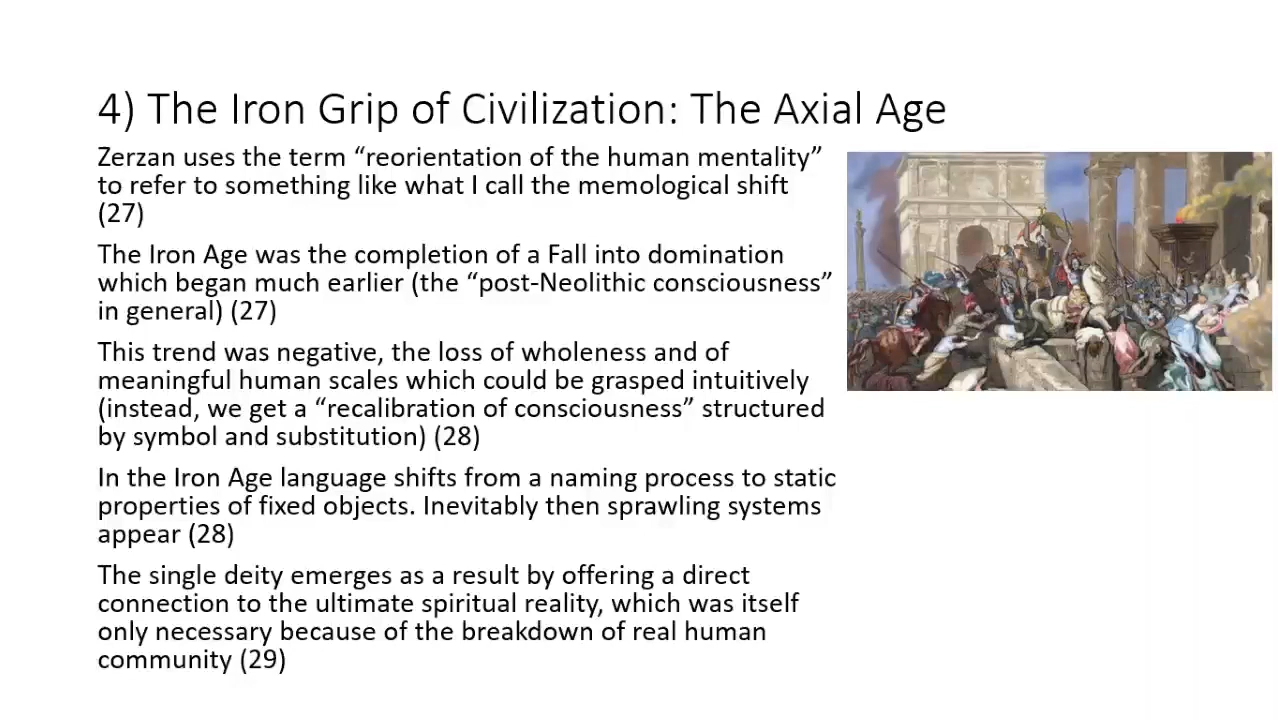 4) The Iron Grip of Civilization: The Axial Age
Zerzan uses the term “reorientation of the human mentality”
to refer to something like what I call the memological shift
(27)
The Iron Age was the completion of a Fall into domination
which began much earlier (the “post-Neolithic consciousness”
in general) (27)
This trend was negative, the loss of wholeness and of
meaningful human scales which could be grasped intuitively
(instead, we get a “recalibration of consciousness” structured
by symbol and substitution) (28)
In the Iron Age language shifts from a naming process to static
properties of fixed objects. Inevitably then sprawling systems
appear (28)
The single deity emerges as a result by offering a direct
connection to the ultimate spiritual reality, which was itself
only necessary because of the breakdown of real human
community (29)